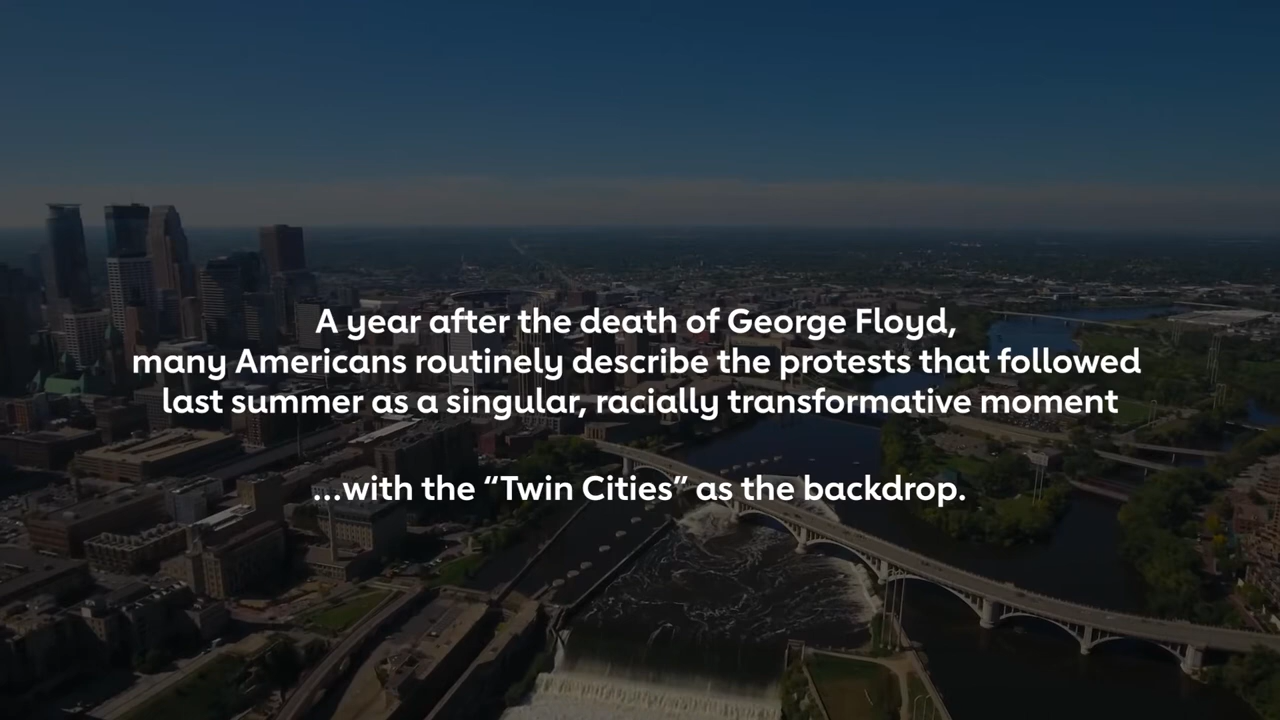 A year after the death of George Floyd,
many Americans routinely describe the protests that followed
last summer as a singular, racially transformative moment
...with the “Twin Cities” as the backdrop.